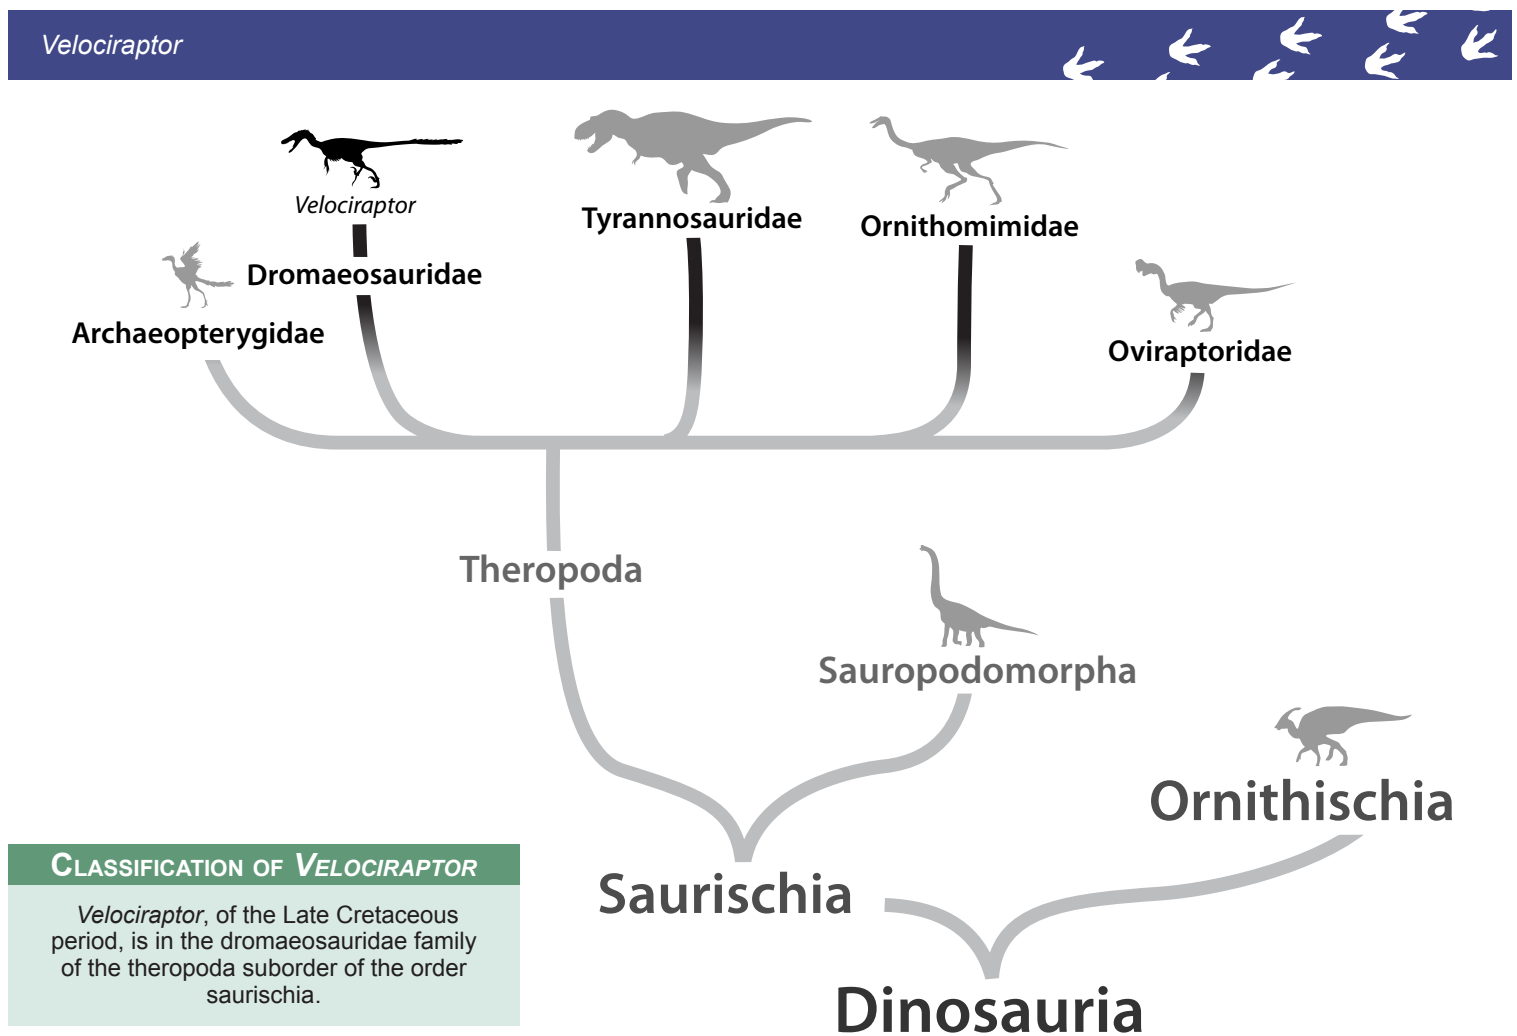 Velociraptor
Velociraptor
Tyrannosauridae
Ornithomimidae
Dromaeosauridae
Archaeopterygidae
Oviraptoridae
Theropoda
Sauropodomorpha
Ornithischia
Saurischia
Dinosauria
CLASSIFICATION OF VELOCIRAPTOR
Velociraptor, of the Late Cretaceous
period, is in the dromaeosauridae family
of the theropoda suborder of the order
saurischia.